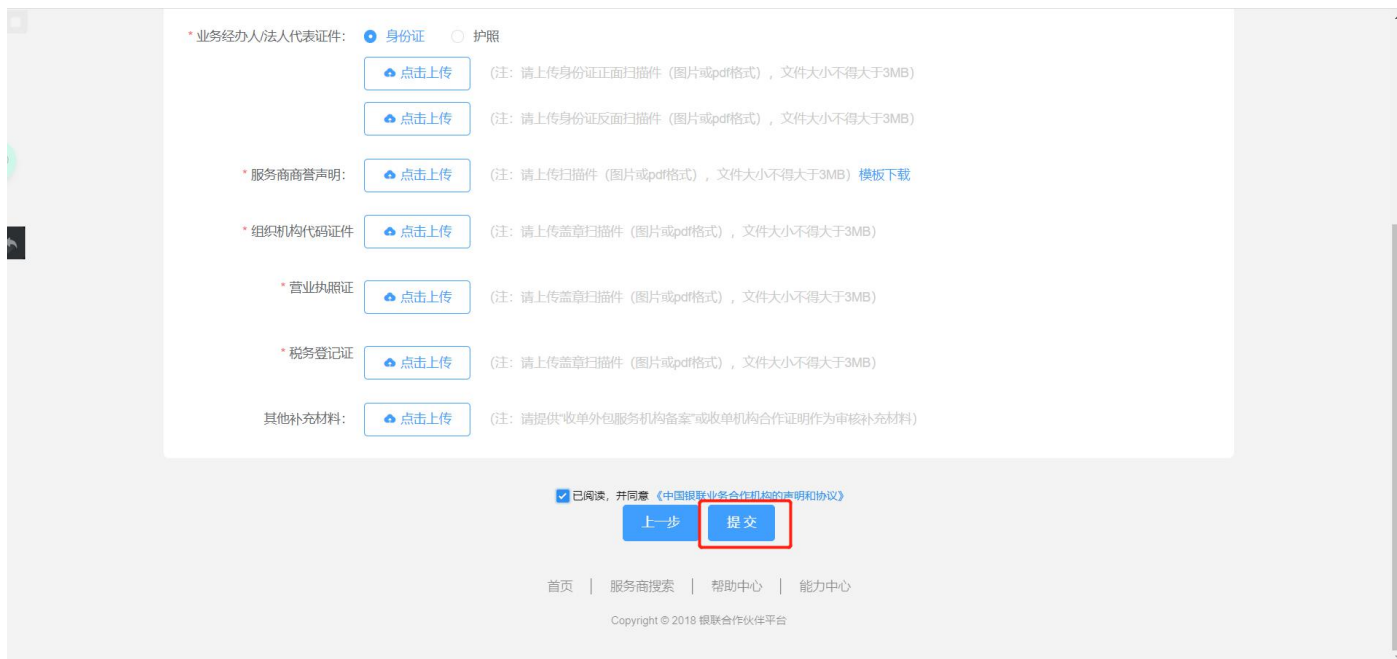 * 业务经办人/法人代表证件： 身份证 护照
点击上传 (注：请上传身份证正面扫描件（图片或pdf格式），文件大小不得大于3MB)
点击上传 (注：请上传身份证反面扫描件（图片或pdf格式），文件大小不得大于3MB)
* 服务商商誉声明： 点击上传 (注：请上传扫描件（图片或pdf格式），文件大小不得大于3MB) 模板下载
* 组织机构代码证件 点击上传 (注：请上传盖章扫描件（图片或pdf格式），文件大小不得大于3MB)
* 营业执照证 点击上传 (注：请上传盖章扫描件（图片或pdf格式），文件大小不得大于3MB)
* 税务登记证 点击上传 (注：请上传盖章扫描件（图片或pdf格式），文件大小不得大于3MB)
其他补充材料： 点击上传 (注：请提供“收单外包服务机构备案”或收单机构合作证明作为审核补充材料)
已阅读，并同意 《中国银联业务合作机构的声明和协议》
上一步 提交
首页 | 服务商搜索 | 帮助中心 | 能力中心
Copyright © 2018 银联合作伙伴平台